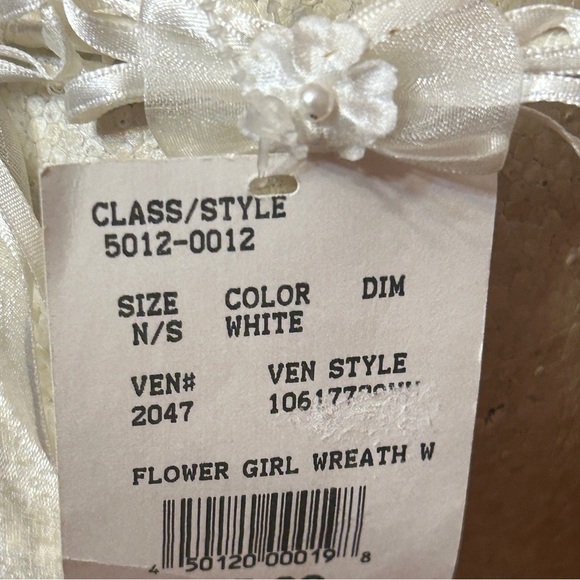 CLASS/STYLE
5012-0012
SIZE COLOR DIM
N/S WHITE
VEN# VEN STYLE
2047
FLOWER GIRL WREATH W
4 50120 00019 8